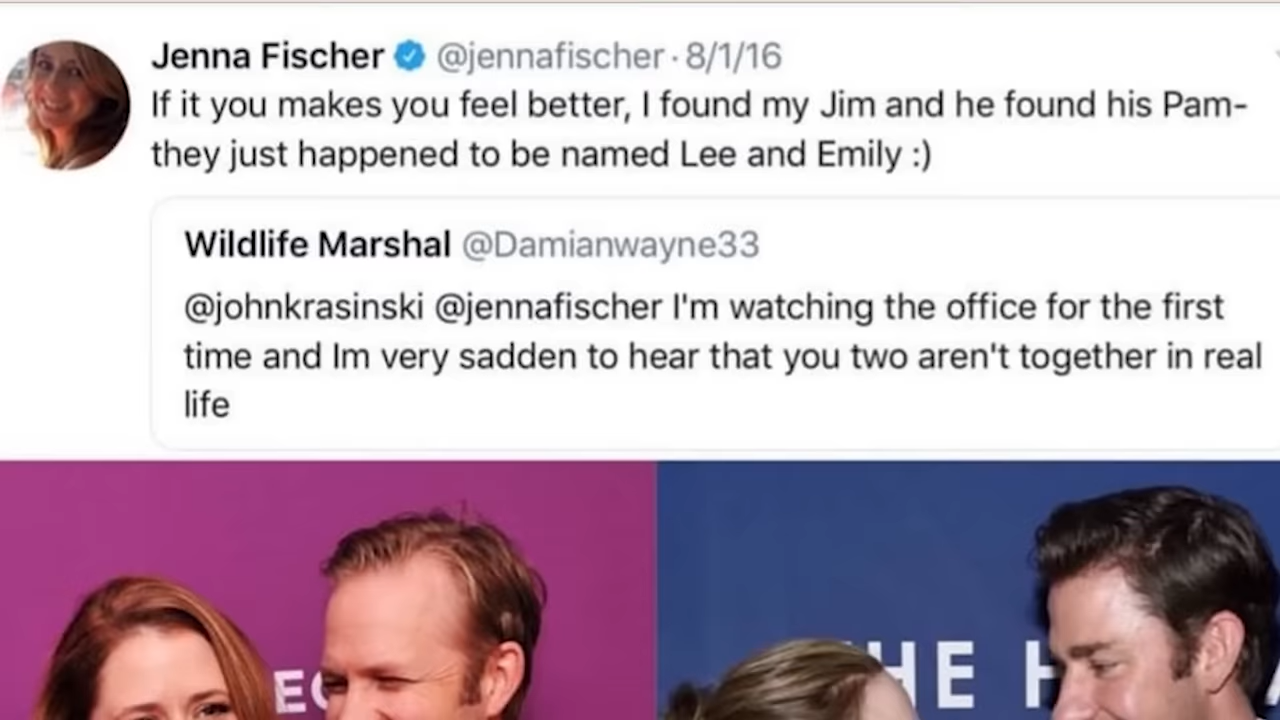 Jenna Fischer @jennafischer · 8/1/16
If it you makes you feel better, I found my Jim and he found his Pam-
they just happened to be named Lee and Emily :)
Wildlife Marshal @Damianwayne33
@johnkrasinski @jennafischer I'm watching the office for the first
time and Im very sadden to hear that you two aren't together in real
life
HE H